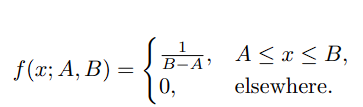 f(x; A, B) = { 1/(B−A), A ≤ x ≤ B,
0, elsewhere.